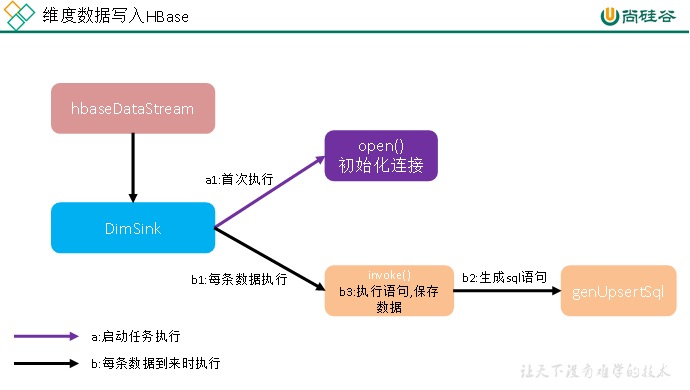 维度数据写入HBase
尚硅谷
hbaseDataStream
open()
初始化连接
a1:首次执行
DimSink
b1:每条数据执行
invoke()
b3:执行语句,保存
数据
b2:生成sql语句
genUpsertSql
a:启动任务执行
b:每条数据到来时执行
让天下没有难学的技术